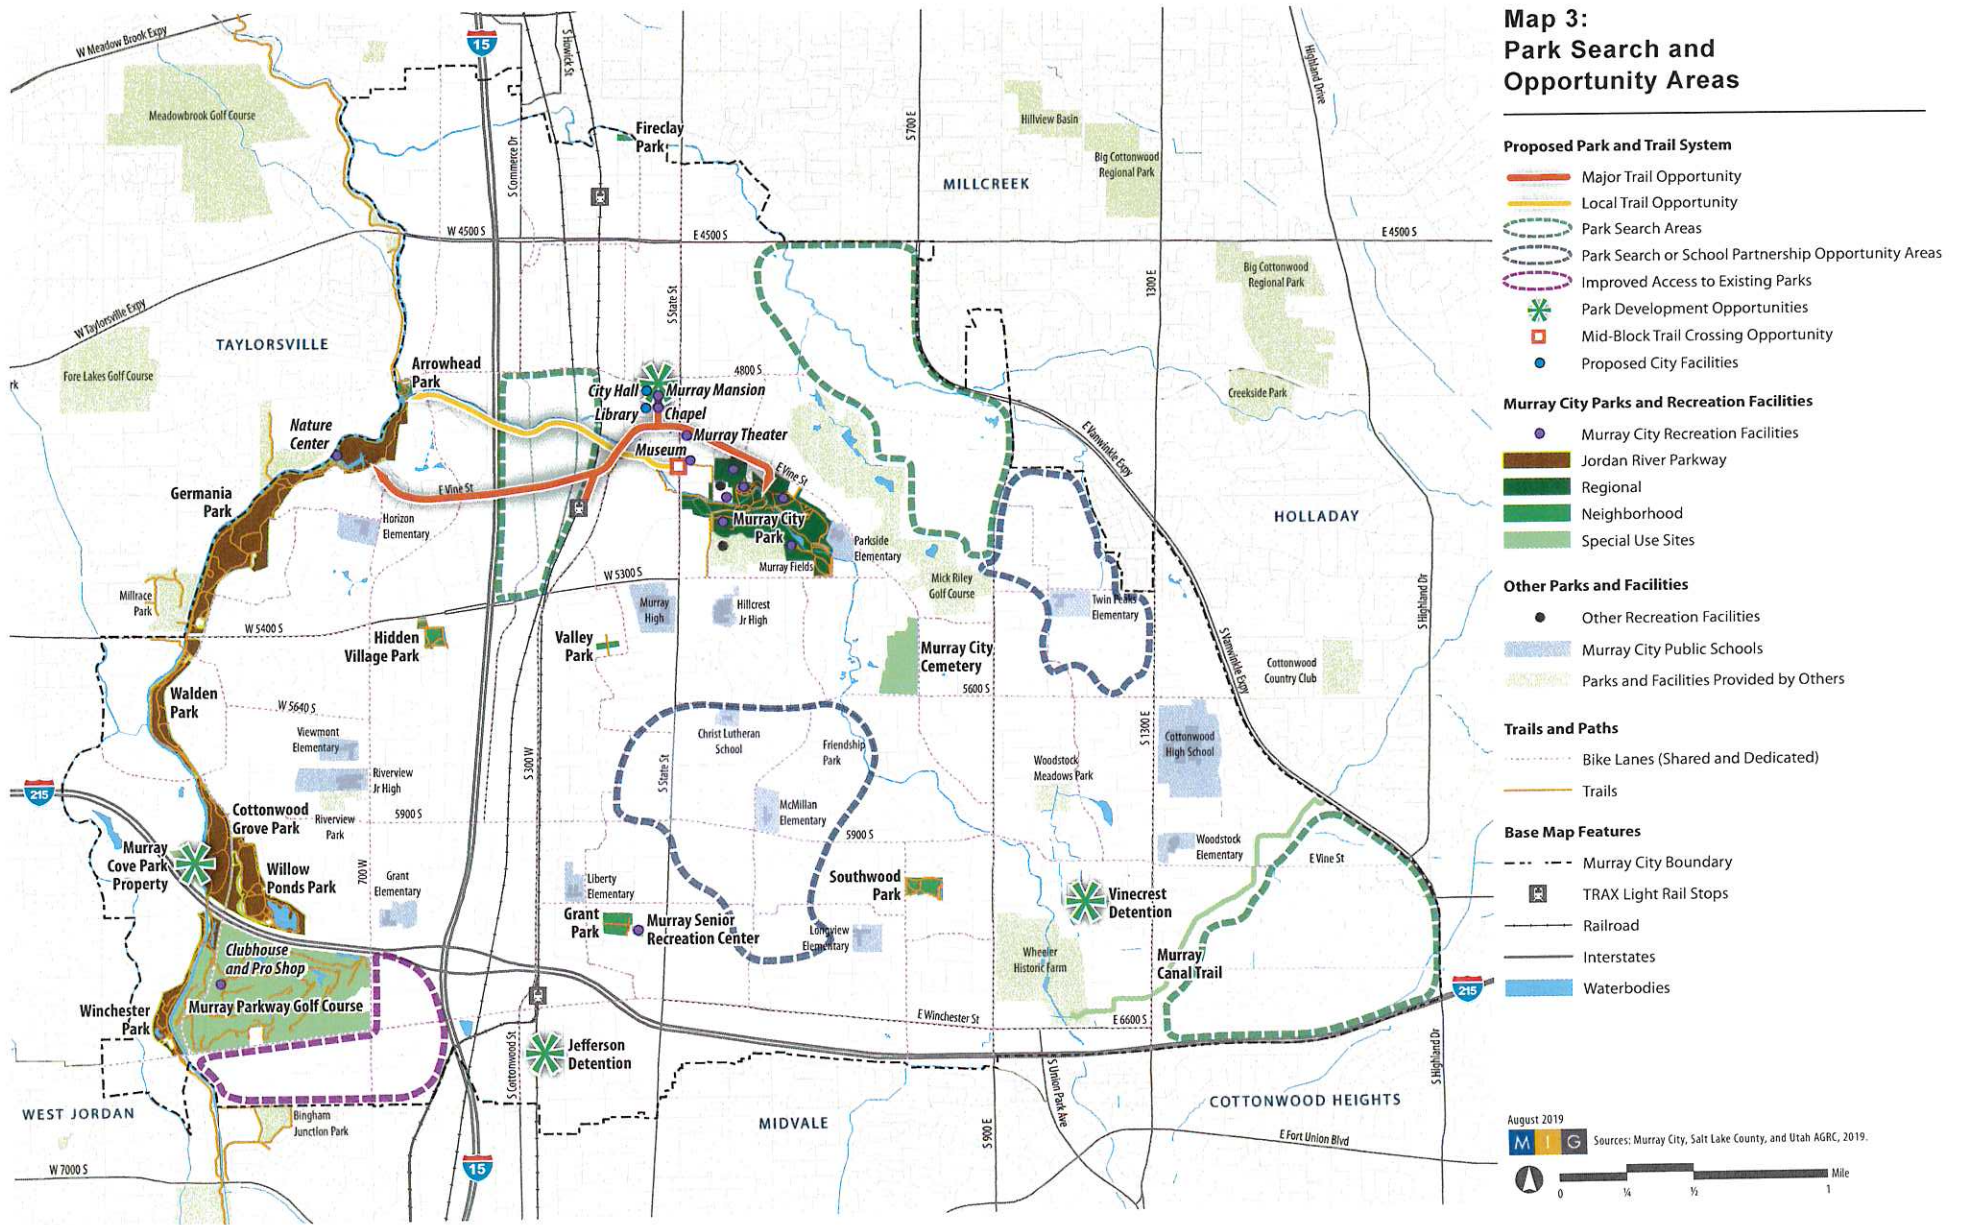 Map 3:
Park Search and
Opportunity Areas
Proposed Park and Trail System
Major Trail Opportunity
Local Trail Opportunity
Park Search Areas
Park Search or School Partnership Opportunity Areas
Improved Access to Existing Parks
Park Development Opportunities
Mid-Block Trail Crossing Opportunity
Proposed City Facilities
Murray City Parks and Recreation Facilities
Murray City Recreation Facilities
Jordan River Parkway
Regional
Neighborhood
Special Use Sites
Other Parks and Facilities
Other Recreation Facilities
Murray City Public Schools
Parks and Facilities Provided by Others
Trails and Paths
Bike Lanes (Shared and Dedicated)
Trails
Base Map Features
Murray City Boundary
TRAX Light Rail Stops
Railroad
Interstates
Waterbodies
August 2019
M I G
Sources: Murray City, Salt Lake County, and Utah AGRC, 2019.
0 ¼ ½ 1 Mile
W Meadow Brook Expy
15
S Howick St
Highland Drive
Meadowbrook Golf Course
S Commerce Dr
Fireclay
Park
S 700 E
Hillview Basin
Big Cottonwood
Regional Park
MILLCREEK
W 4500 S
E 4500 S
E 4500 S
W Taylorsville Expy
TAYLORSVILLE
S State St
1300 E
Big Cottonwood
Regional Park
rk
Fore Lakes Golf Course
Arrowhead
Park
4800 S
City Hall
Murray Mansion
Library
Chapel
Creekside Park
Nature
Center
Murray Theater
Museum
E Vanwinkle Expy
E Vine St
E Vine St
Germania
Park
Horizon
Elementary
Murray City
Park
Parkside
Elementary
HOLLADAY
Murray Fields
W 5300 S
Mick Riley
Golf Course
Millrace
Park
Murray
High
Hillcrest
Jr High
Twin Peaks
Elementary
S Highland Dr
W 5400 S
Hidden
Village Park
Valley
Park
Murray City
Cemetery
S Vanwinkle Expy
Cottonwood
Country Club
Walden
Park
5600 S
W 5640 S
Viewmont
Elementary
Christ Lutheran
School
Friendship
Park
S 1300 E
Cottonwood
High School
S 300 W
S State St
Woodstock
Meadows Park
Riverview
Jr High
215
Cottonwood
Grove Park
Riverview
Park
5900 S
McMillan
Elementary
5900 S
Murray
Cove Park
Property
Woodstock
Elementary
E Vine St
Willow
Ponds Park
700 W
Grant
Elementary
Liberty
Elementary
Southwood
Park
Vinecrest
Detention
Grant
Park
Murray Senior
Recreation Center
Longview
Elementary
Clubhouse
and Pro Shop
Wheeler
Historic Farm
Murray
Canal Trail
215
Winchester
Park
Murray Parkway Golf Course
E Winchester St
E 6600 S
S Cottonwood St
Jefferson
Detention
S Highland Dr
S Union Park Ave
WEST JORDAN
Bingham
Junction Park
MIDVALE
S 900 E
COTTONWOOD HEIGHTS
E Fort Union Blvd
W 7000 S
15